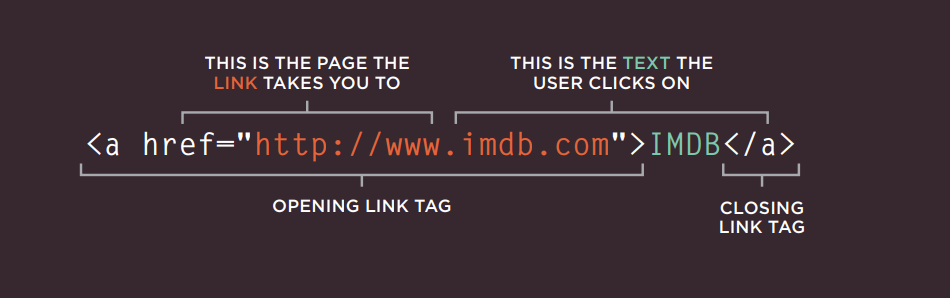 THIS IS THE PAGE THE
LINK TAKES YOU TO
THIS IS THE TEXT THE
USER CLICKS ON
<a href="http://www.imdb.com">IMDB</a>
OPENING LINK TAG
CLOSING
LINK TAG